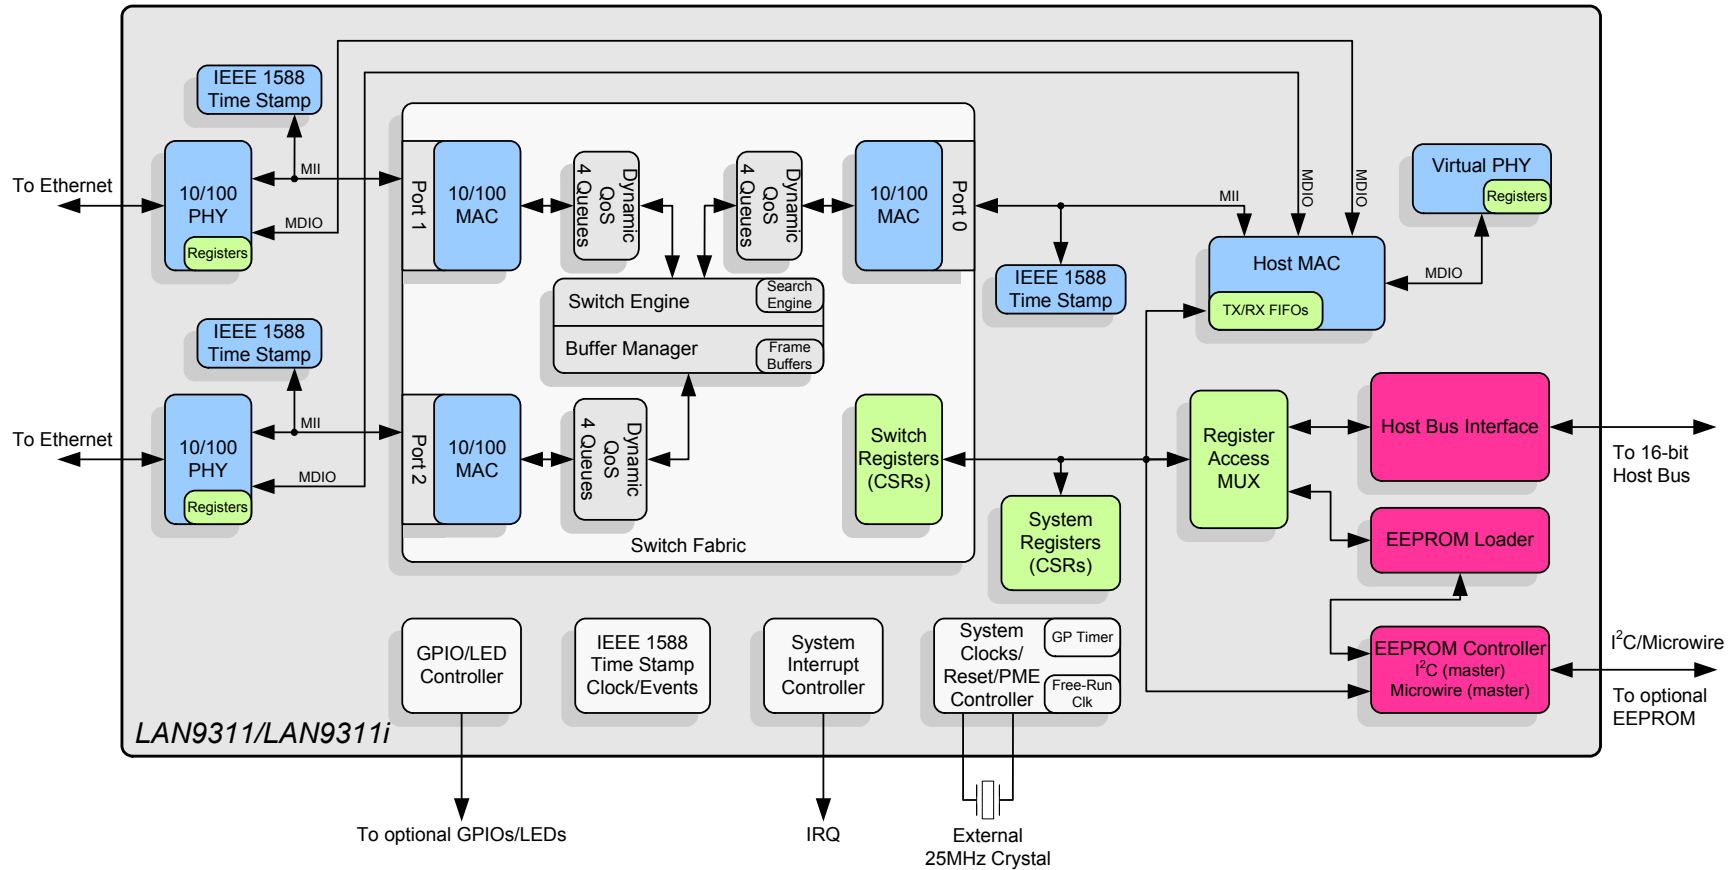 IEEE 1588
Time Stamp
To Ethernet
10/100
PHY
Registers
MII
MDIO
Port 1
10/100
MAC
Dynamic
QoS
4 Queues
Dynamic
QoS
4 Queues
10/100
MAC
Port 0
MII
MDIO
MDIO
Virtual PHY
Registers
IEEE 1588
Time Stamp
Host MAC
TX/RX FIFOs
MDIO
Switch Engine
Search
Engine
Buffer Manager
Frame
Buffers
IEEE 1588
Time Stamp
To Ethernet
10/100
PHY
Registers
MII
MDIO
Port 2
10/100
MAC
Dynamic
QoS
4 Queues
Switch
Registers
(CSRs)
Switch Fabric
System
Registers
(CSRs)
Register
Access
MUX
Host Bus Interface
To 16-bit
Host Bus
EEPROM Loader
EEPROM Controller
I²C (master)
Microwire (master)
I²C/Microwire
To optional
EEPROM
GPIO/LED
Controller
IEEE 1588
Time Stamp
Clock/Events
System
Interrupt
Controller
System
Clocks/
Reset/PME
Controller
GP Timer
Free-Run
Clk
LAN9311/LAN9311i
To optional GPIOs/LEDs
IRQ
External
25MHz Crystal